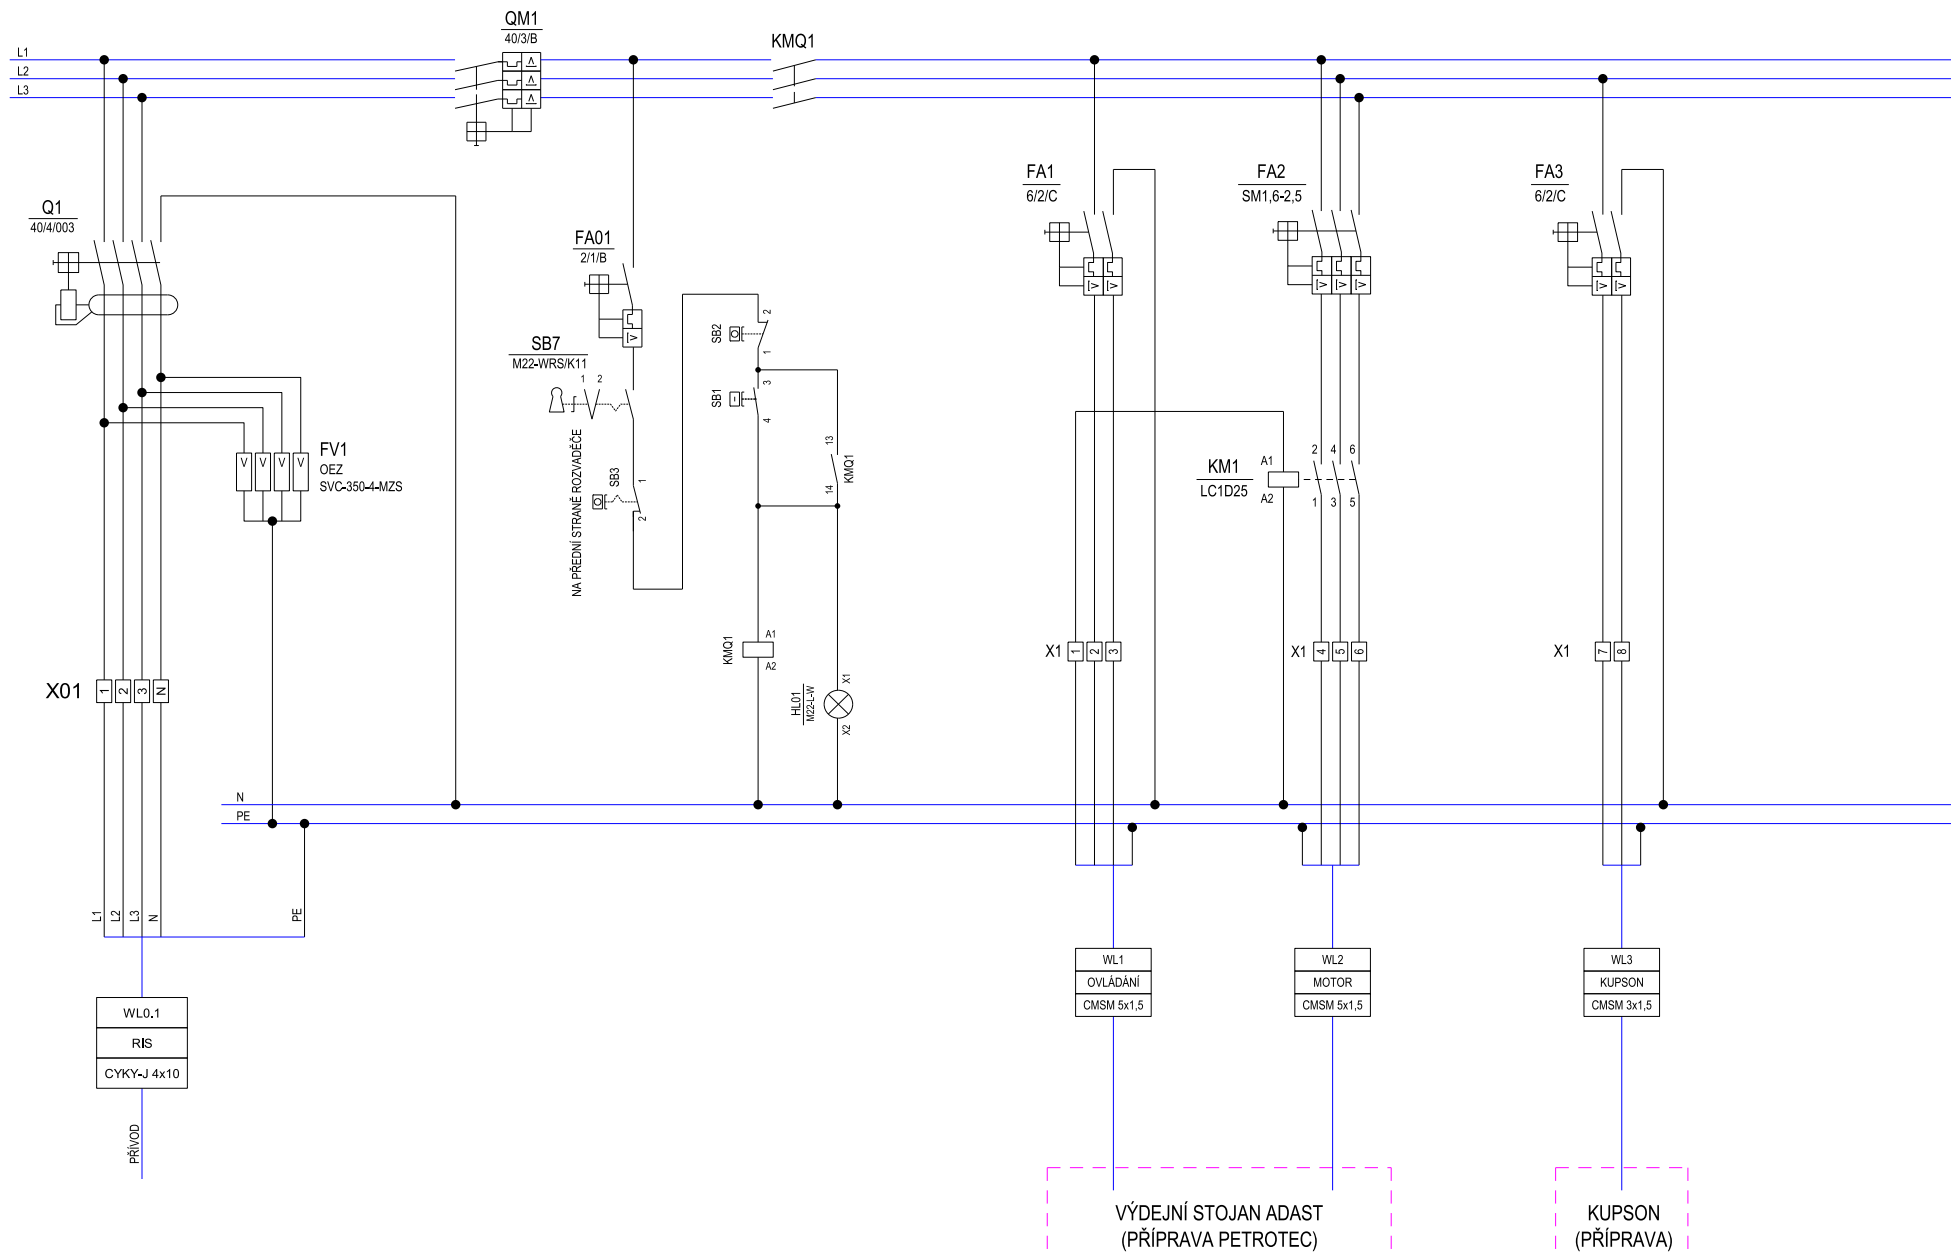 QM1
40/3/B
KMQ1
L1
L2
L3
Q1
40/4/003
FA01
2/1/B
FA1
6/2/C
FA2
SM1,6-2,5
FA3
6/2/C
SB7
M22-WRS/K11
1 2
SB3
1
2
NA PŘEDNÍ STRANĚ ROZVADĚČE
SB2
2
1
SB1
3
4
13
14
KMQ1
FV1
OEZ
SVC-350-4-MZS
V V V V
KM1
LC1D25
A1
A2
2 4 6
1 3 5
KMQ1
A1
A2
HL01
M22-L-W
X1
X2
X01 1 2 3 N
X1 1 2 3
X1 4 5 6
X1 7 8
N
PE
L1 L2 L3 N PE
WL0.1
RIS
CYKY-J 4x10
PŘÍVOD
WL1
OVLÁDÁNÍ
CMSM 5x1,5
WL2
MOTOR
CMSM 5x1,5
WL3
KUPSON
CMSM 3x1,5
VÝDEJNÍ STOJAN ADAST
(PŘÍPRAVA PETROTEC)
KUPSON
(PŘÍPRAVA)